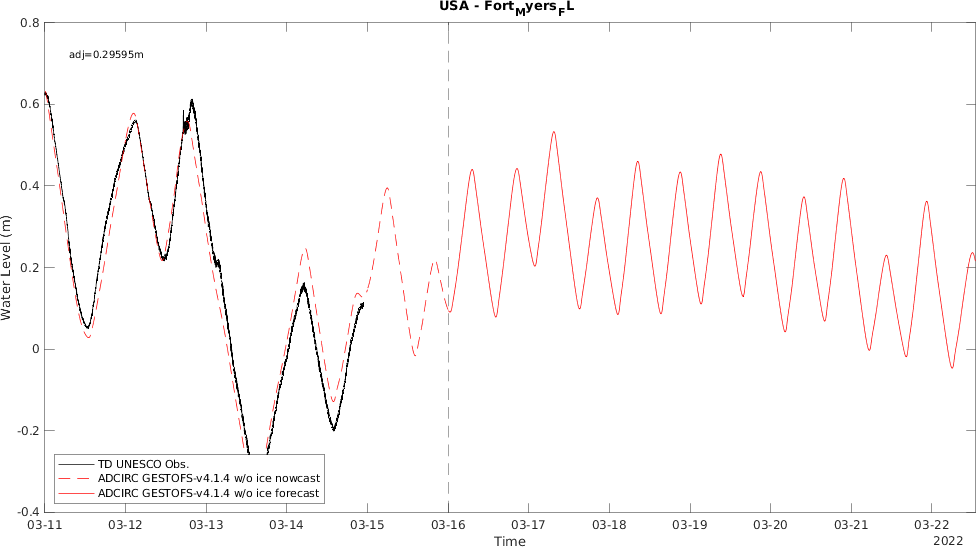 USA - Fort_Myers_FL
0.8
adj=0.29595m
0.6
0.4
0.2
0
-0.2
-0.4
Water Level (m)
TD UNESCO Obs.
ADCIRC GESTOFS-v4.1.4 w/o ice nowcast
ADCIRC GESTOFS-v4.1.4 w/o ice forecast
03-11 03-12 03-13 03-14 03-15 03-16 03-17 03-18 03-19 03-20 03-21 03-22
Time
2022